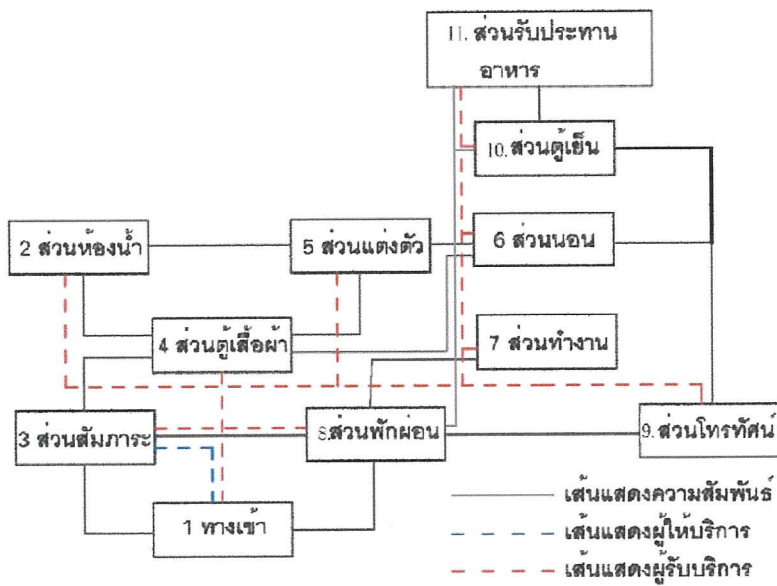 11. ส่วนรับประทาน
อาหาร
10. ส่วนตู้เย็น
2 ส่วนห้องน้ำ
5 ส่วนแต่งตัว
6 ส่วนนอน
4 ส่วนตู้เสื้อผ้า
7 ส่วนทำงาน
3 ส่วนสัมภาระ
8.ส่วนพักผ่อน
9. ส่วนโทรทัศน์
1 ทางเข้า
เส้นแสดงความสัมพันธ์
เส้นแสดงผู้ให้บริการ
เส้นแสดงผู้รับบริการ